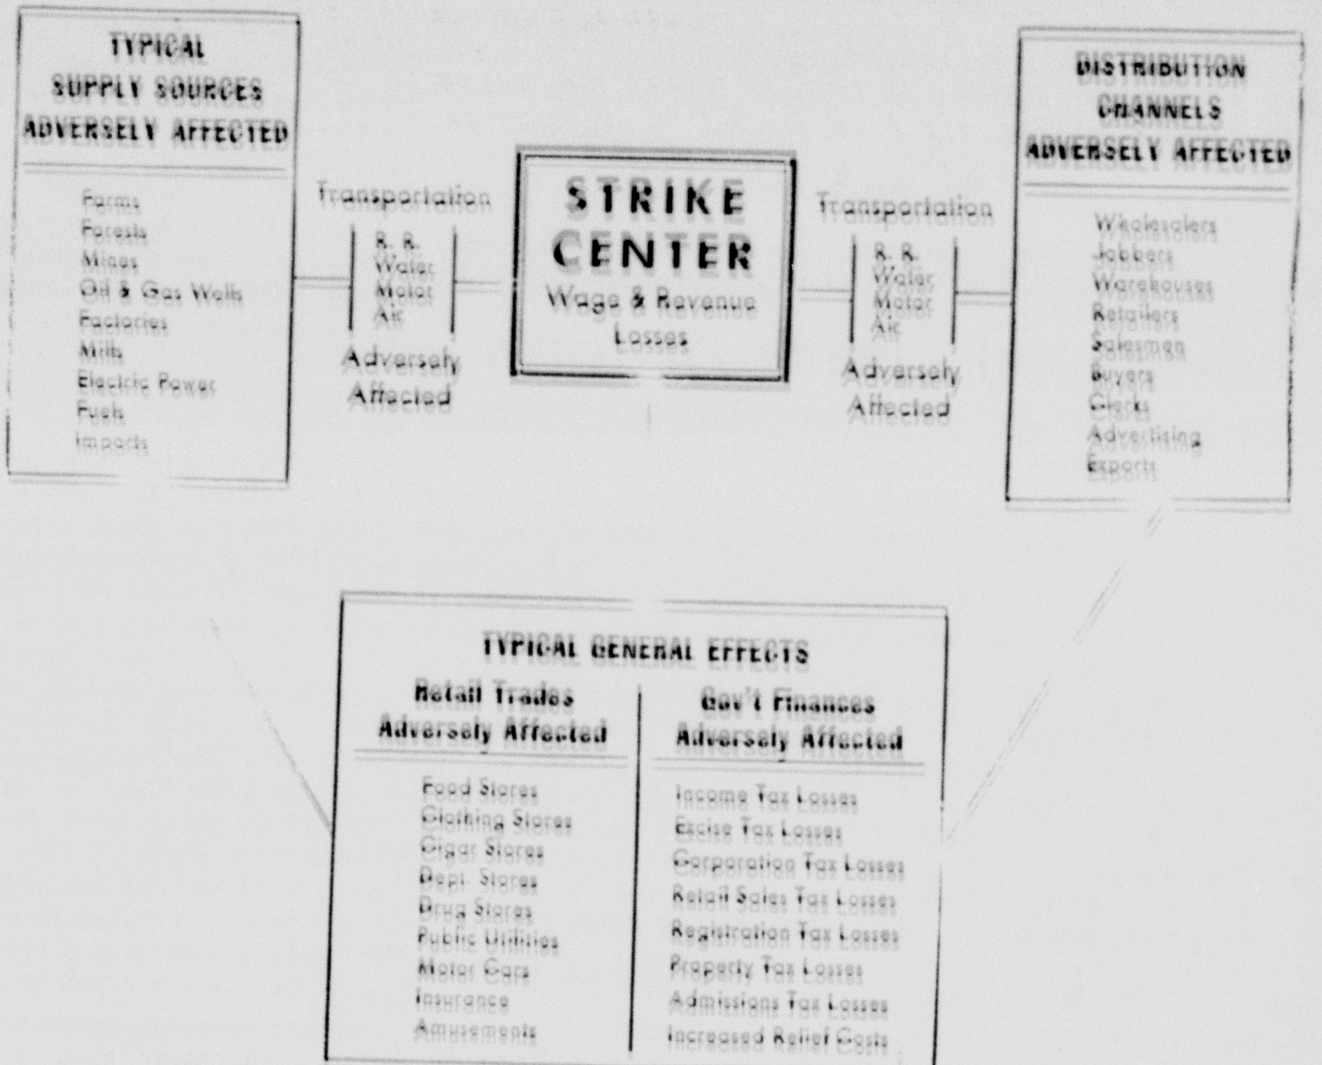 TYPICAL
SUPPLY SOURCES
ADVERSELY AFFECTED
Farms
Forests
Mines
Oil & Gas Wells
Factories
Mills
Electric Power
Fuels
Imports
Transportation
R. R.
Water
Motor
Air
Adversely
Affected
STRIKE
CENTER
Wage & Revenue
Losses
Transportation
R. R.
Water
Motor
Air
Adversely
Affected
DISTRIBUTION
CHANNELS
ADVERSELY AFFECTED
Wholesalers
Jobbers
Warehouses
Retailers
Salesmen
Buyers
Clerks
Advertising
Exports
TYPICAL GENERAL EFFECTS
Retail Trades
Adversely Affected
Food Stores
Clothing Stores
Cigar Stores
Dept. Stores
Drug Stores
Public Utilities
Motor Cars
Insurance
Amusements
Gov't Finances
Adversely Affected
Income Tax Losses
Excise Tax Losses
Corporation Tax Losses
Retail Sales Tax Losses
Registration Tax Losses
Property Tax Losses
Admissions Tax Losses
Increased Relief Costs